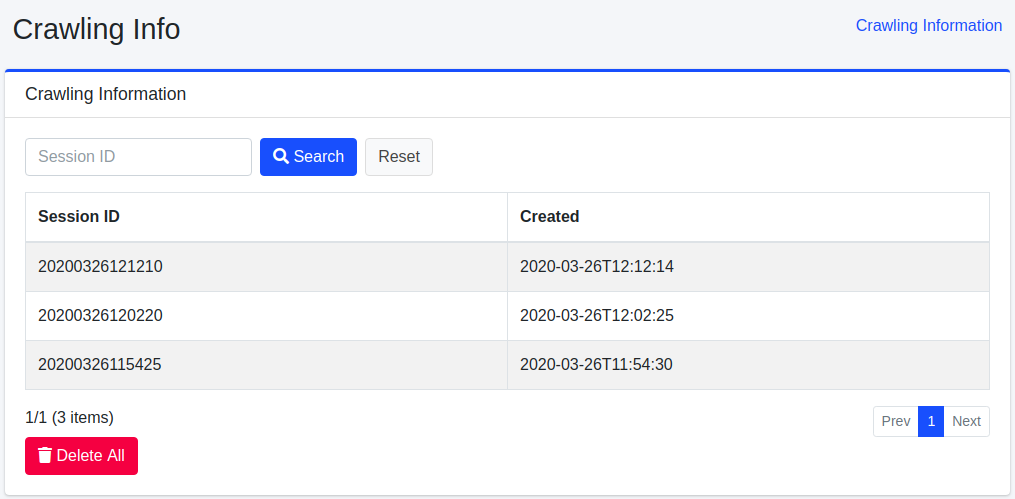 Crawling Info
Crawling Information
Crawling Information
Session ID
Search
Reset
Session ID Created
20200326121210 2020-03-26T12:12:14
20200326120220 2020-03-26T12:02:25
20200326115425 2020-03-26T11:54:30
1/1 (3 items)
Prev 1 Next
Delete All